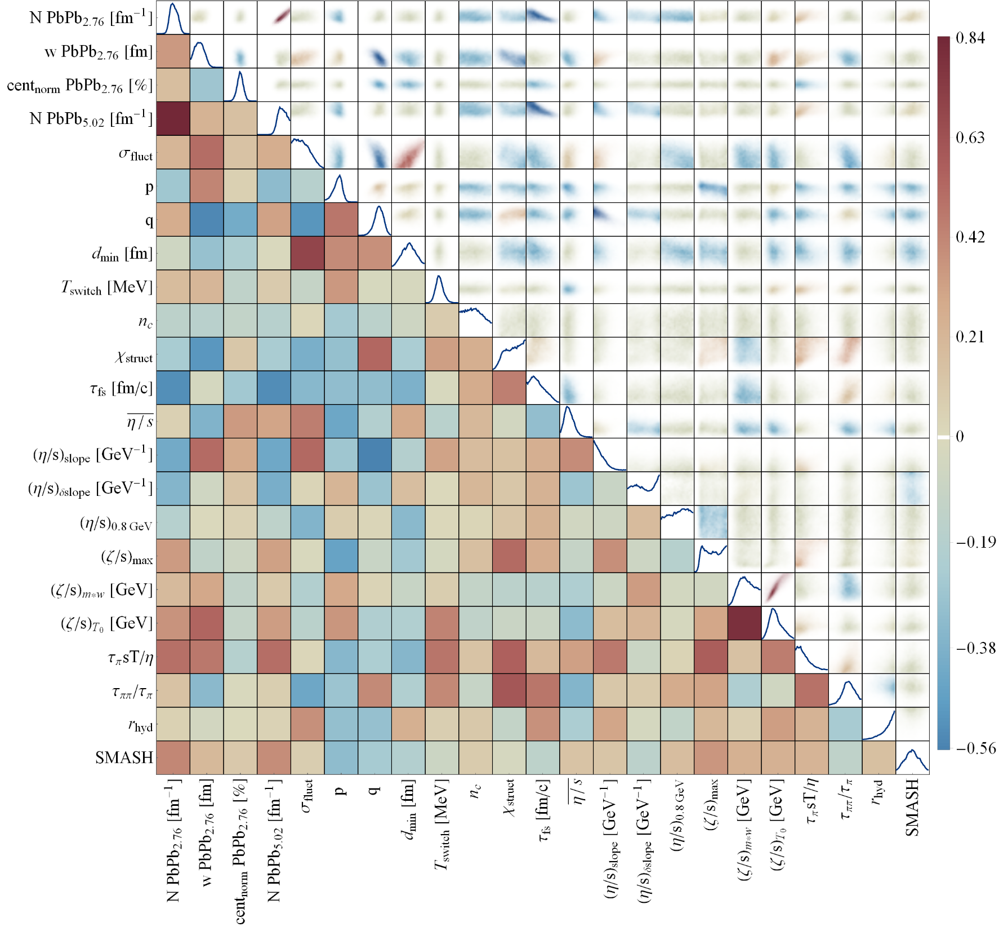 N PbPb2.76 [fm−1]
w PbPb2.76 [fm]
centnorm PbPb2.76 [%]
N PbPb5.02 [fm−1]
σfluct
p
q
dmin [fm]
Tswitch [MeV]
nc
χstruct
τfs [fm/c]
η/s
(η/s)slope [GeV−1]
(η/s)δslope [GeV−1]
(η/s)0.8 GeV
(ζ/s)max
(ζ/s)m*w [GeV]
(ζ/s)T0 [GeV]
τπsT/η
τππ/τπ
rhyd
SMASH
N PbPb2.76 [fm−1]
w PbPb2.76 [fm]
centnorm PbPb2.76 [%]
N PbPb5.02 [fm−1]
σfluct
p
q
dmin [fm]
Tswitch [MeV]
nc
χstruct
τfs [fm/c]
η/s
(η/s)slope [GeV−1]
(η/s)δslope [GeV−1]
(η/s)0.8 GeV
(ζ/s)max
(ζ/s)m*w [GeV]
(ζ/s)T0 [GeV]
τπsT/η
τππ/τπ
rhyd
SMASH
0.84
0.63
0.42
0.21
0
−0.19
−0.38
−0.56